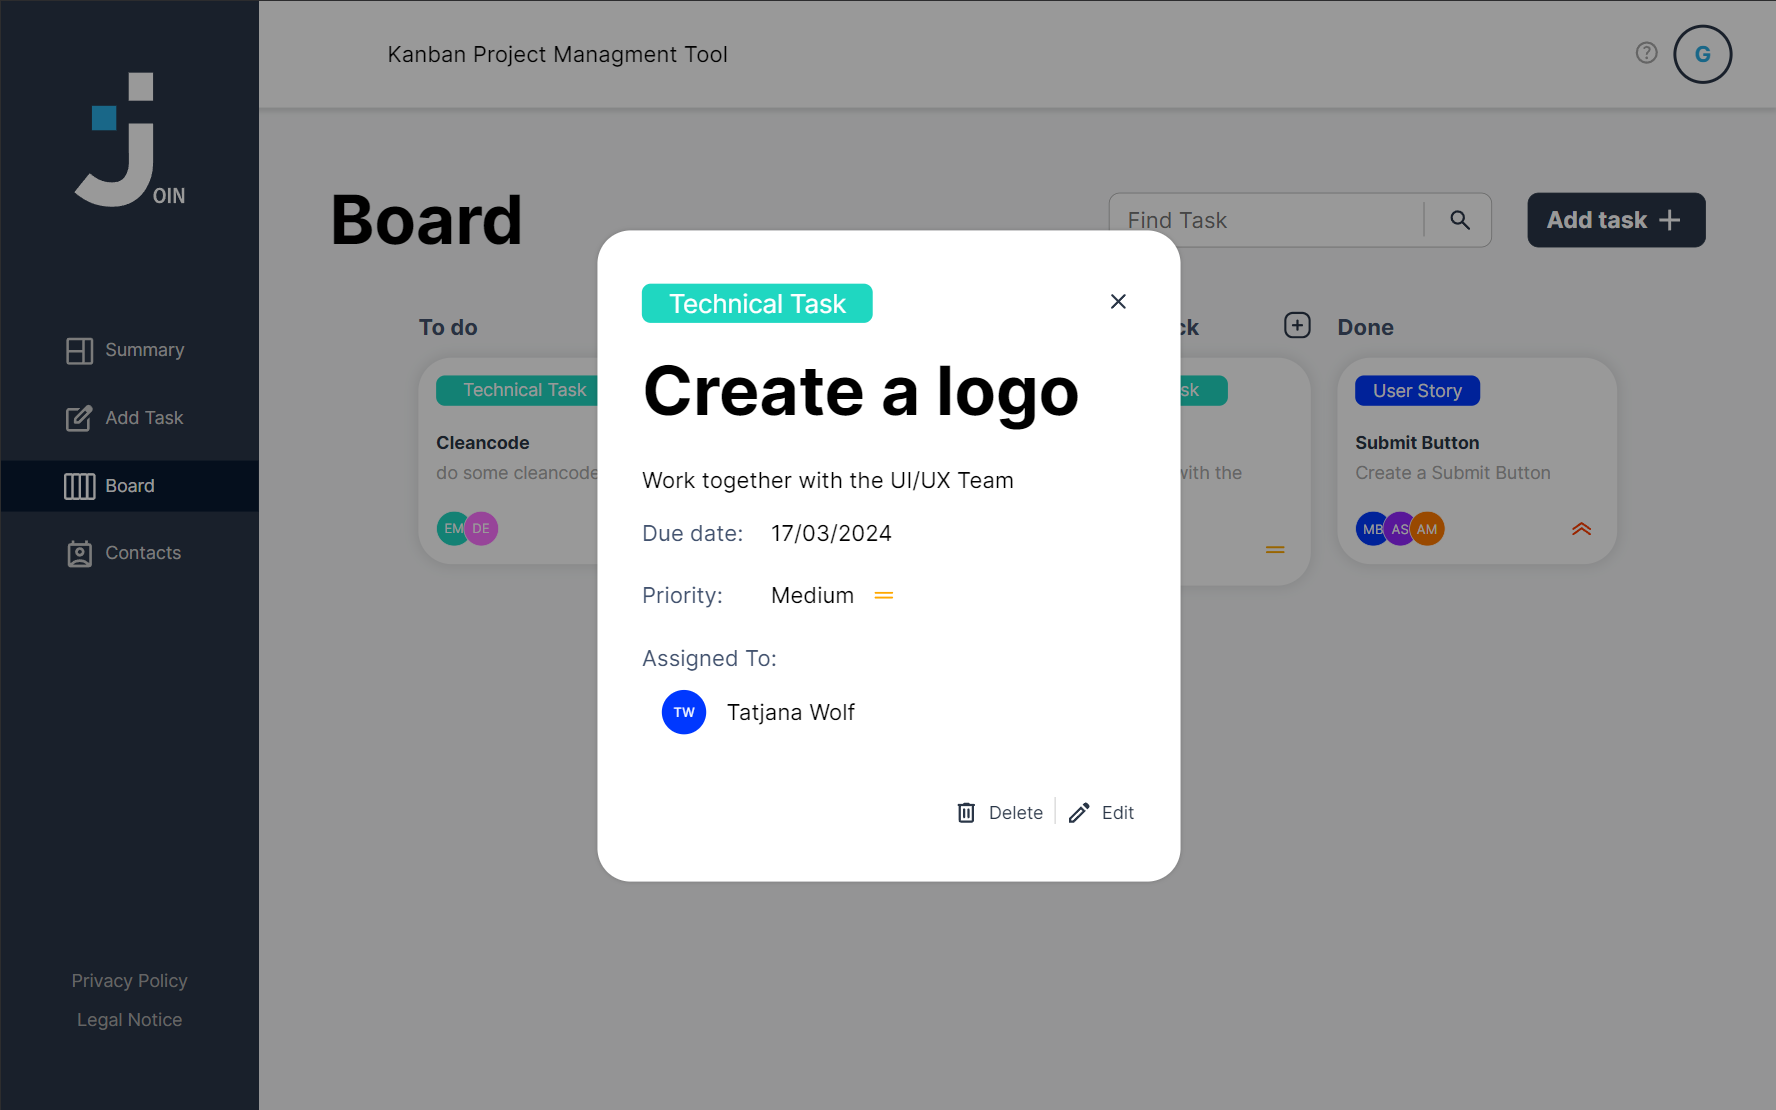 OIN
Summary
Add Task
Board
Contacts
Privacy Policy
Legal Notice
Kanban Project Managment Tool
G
Board
Find Task
Add task
To do
Technical Task
Cleancode
do some cleancode
EM DE
Technical Task
Create a logo
Work together with the UI/UX Team
Due date: 17/03/2024
Priority: Medium
Assigned To:
TW Tatjana Wolf
Delete Edit
ck
sk
with the
Done
User Story
Submit Button
Create a Submit Button
MB AS AM